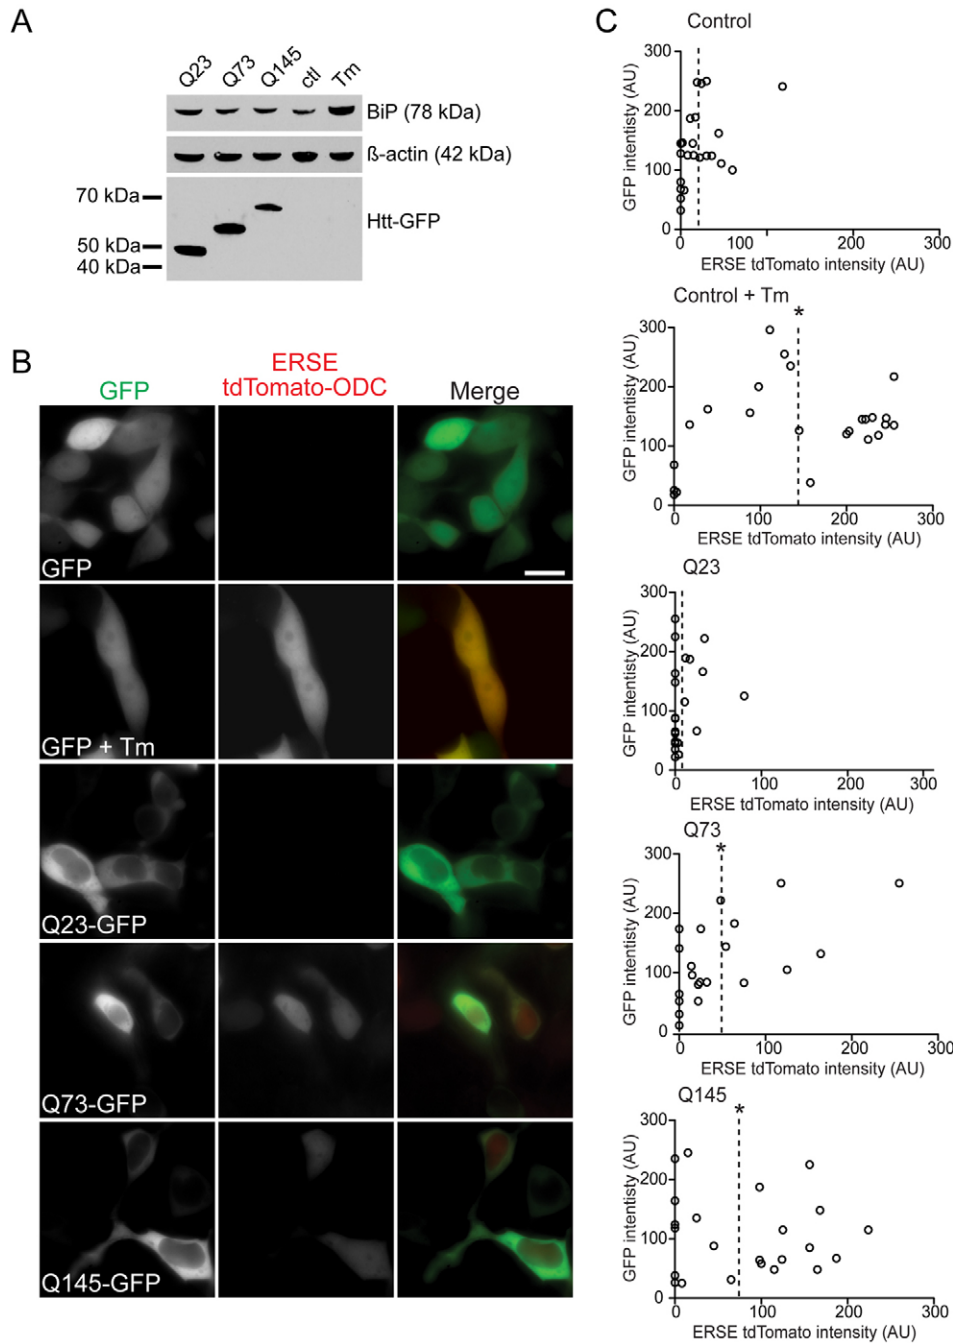 A
Q23 Q73 Q145 ctl Tm
BiP (78 kDa)
ß-actin (42 kDa)
70 kDa
50 kDa
40 kDa
Htt-GFP
B
GFP
ERSE
tdTomato-ODC
Merge
GFP
GFP + Tm
Q23-GFP
Q73-GFP
Q145-GFP
C
Control
GFP intentisty (AU)
300
200
100
0
0 100 200 300
ERSE tdTomato intensity (AU)
Control + Tm
*
GFP intentisty (AU)
300
200
100
0
0 100 200 300
ERSE tdTomato intensity (AU)
Q23
GFP intentisty (AU)
300
200
100
0
0 100 200 300
ERSE tdTomato intensity (AU)
Q73
*
GFP intentisty (AU)
300
200
100
0
0 100 200 300
ERSE tdTomato intensity (AU)
Q145
*
GFP intentisty (AU)
300
200
100
0
0 100 200 300
ERSE tdTomato intensity (AU)